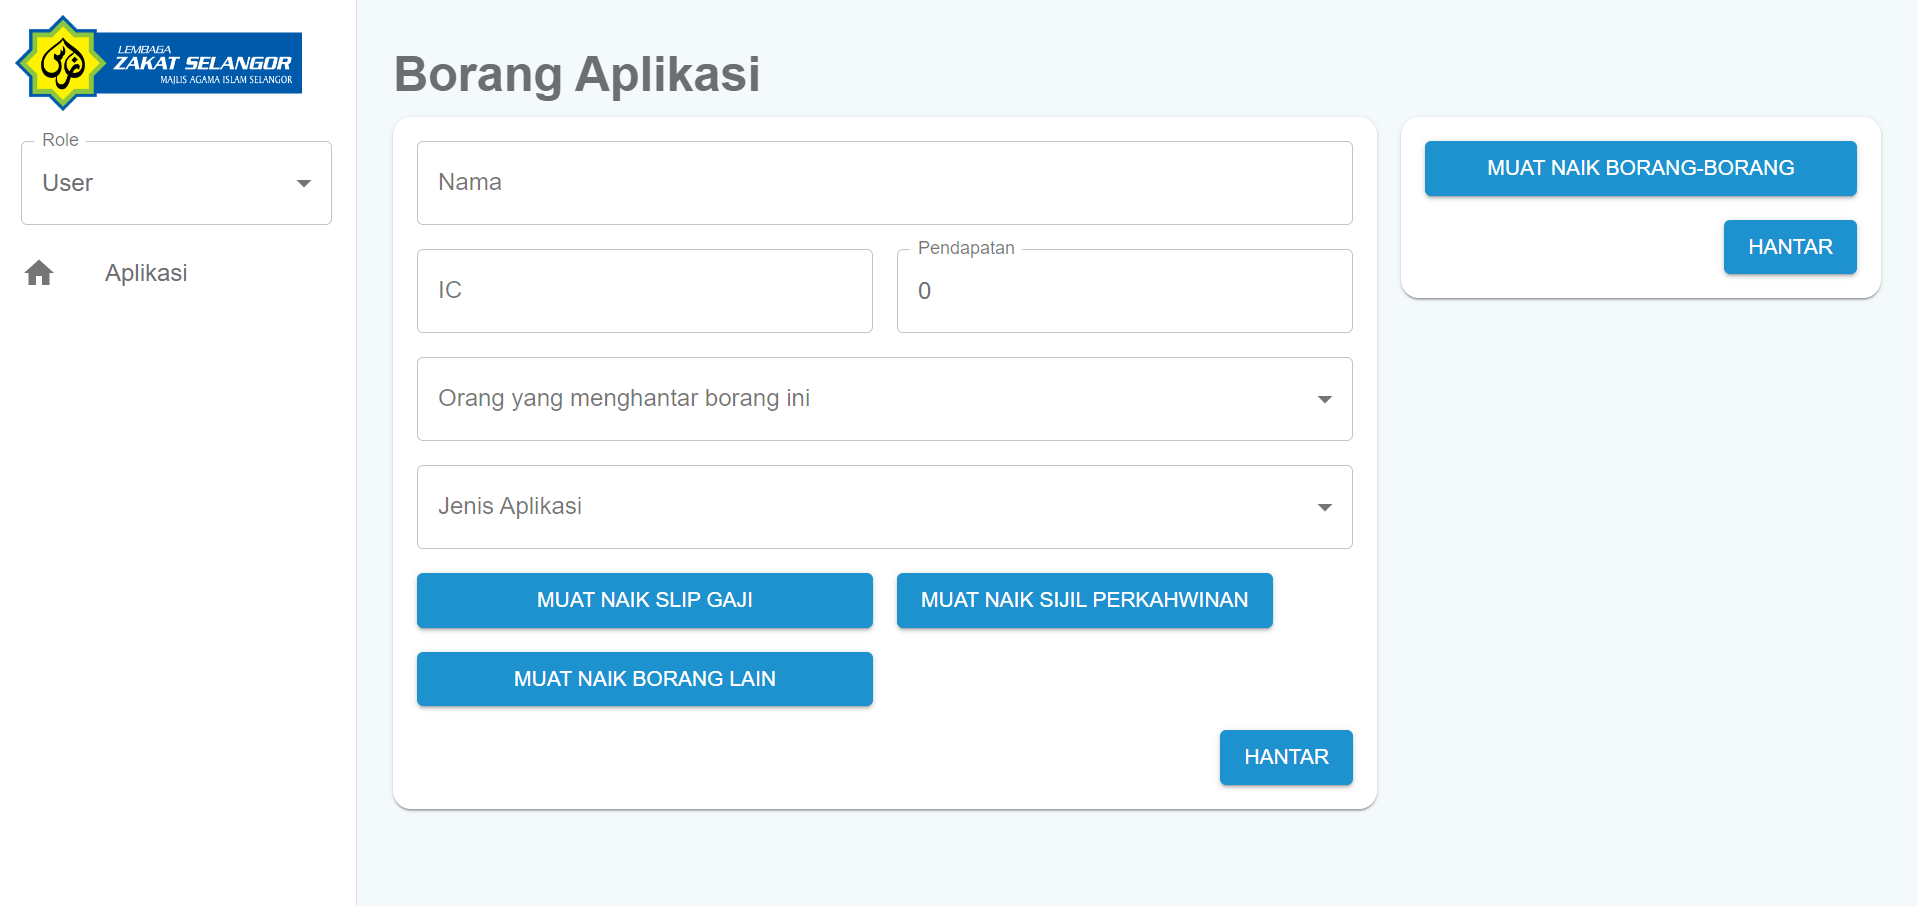 LEMBAGA
ZAKAT SELANGOR
MAJLIS AGAMA ISLAM SELANGOR
Role
User
Aplikasi
Borang Aplikasi
Nama
IC
Pendapatan
0
Orang yang menghantar borang ini
Jenis Aplikasi
MUAT NAIK SLIP GAJI
MUAT NAIK SIJIL PERKAHWINAN
MUAT NAIK BORANG LAIN
HANTAR
MUAT NAIK BORANG-BORANG
HANTAR